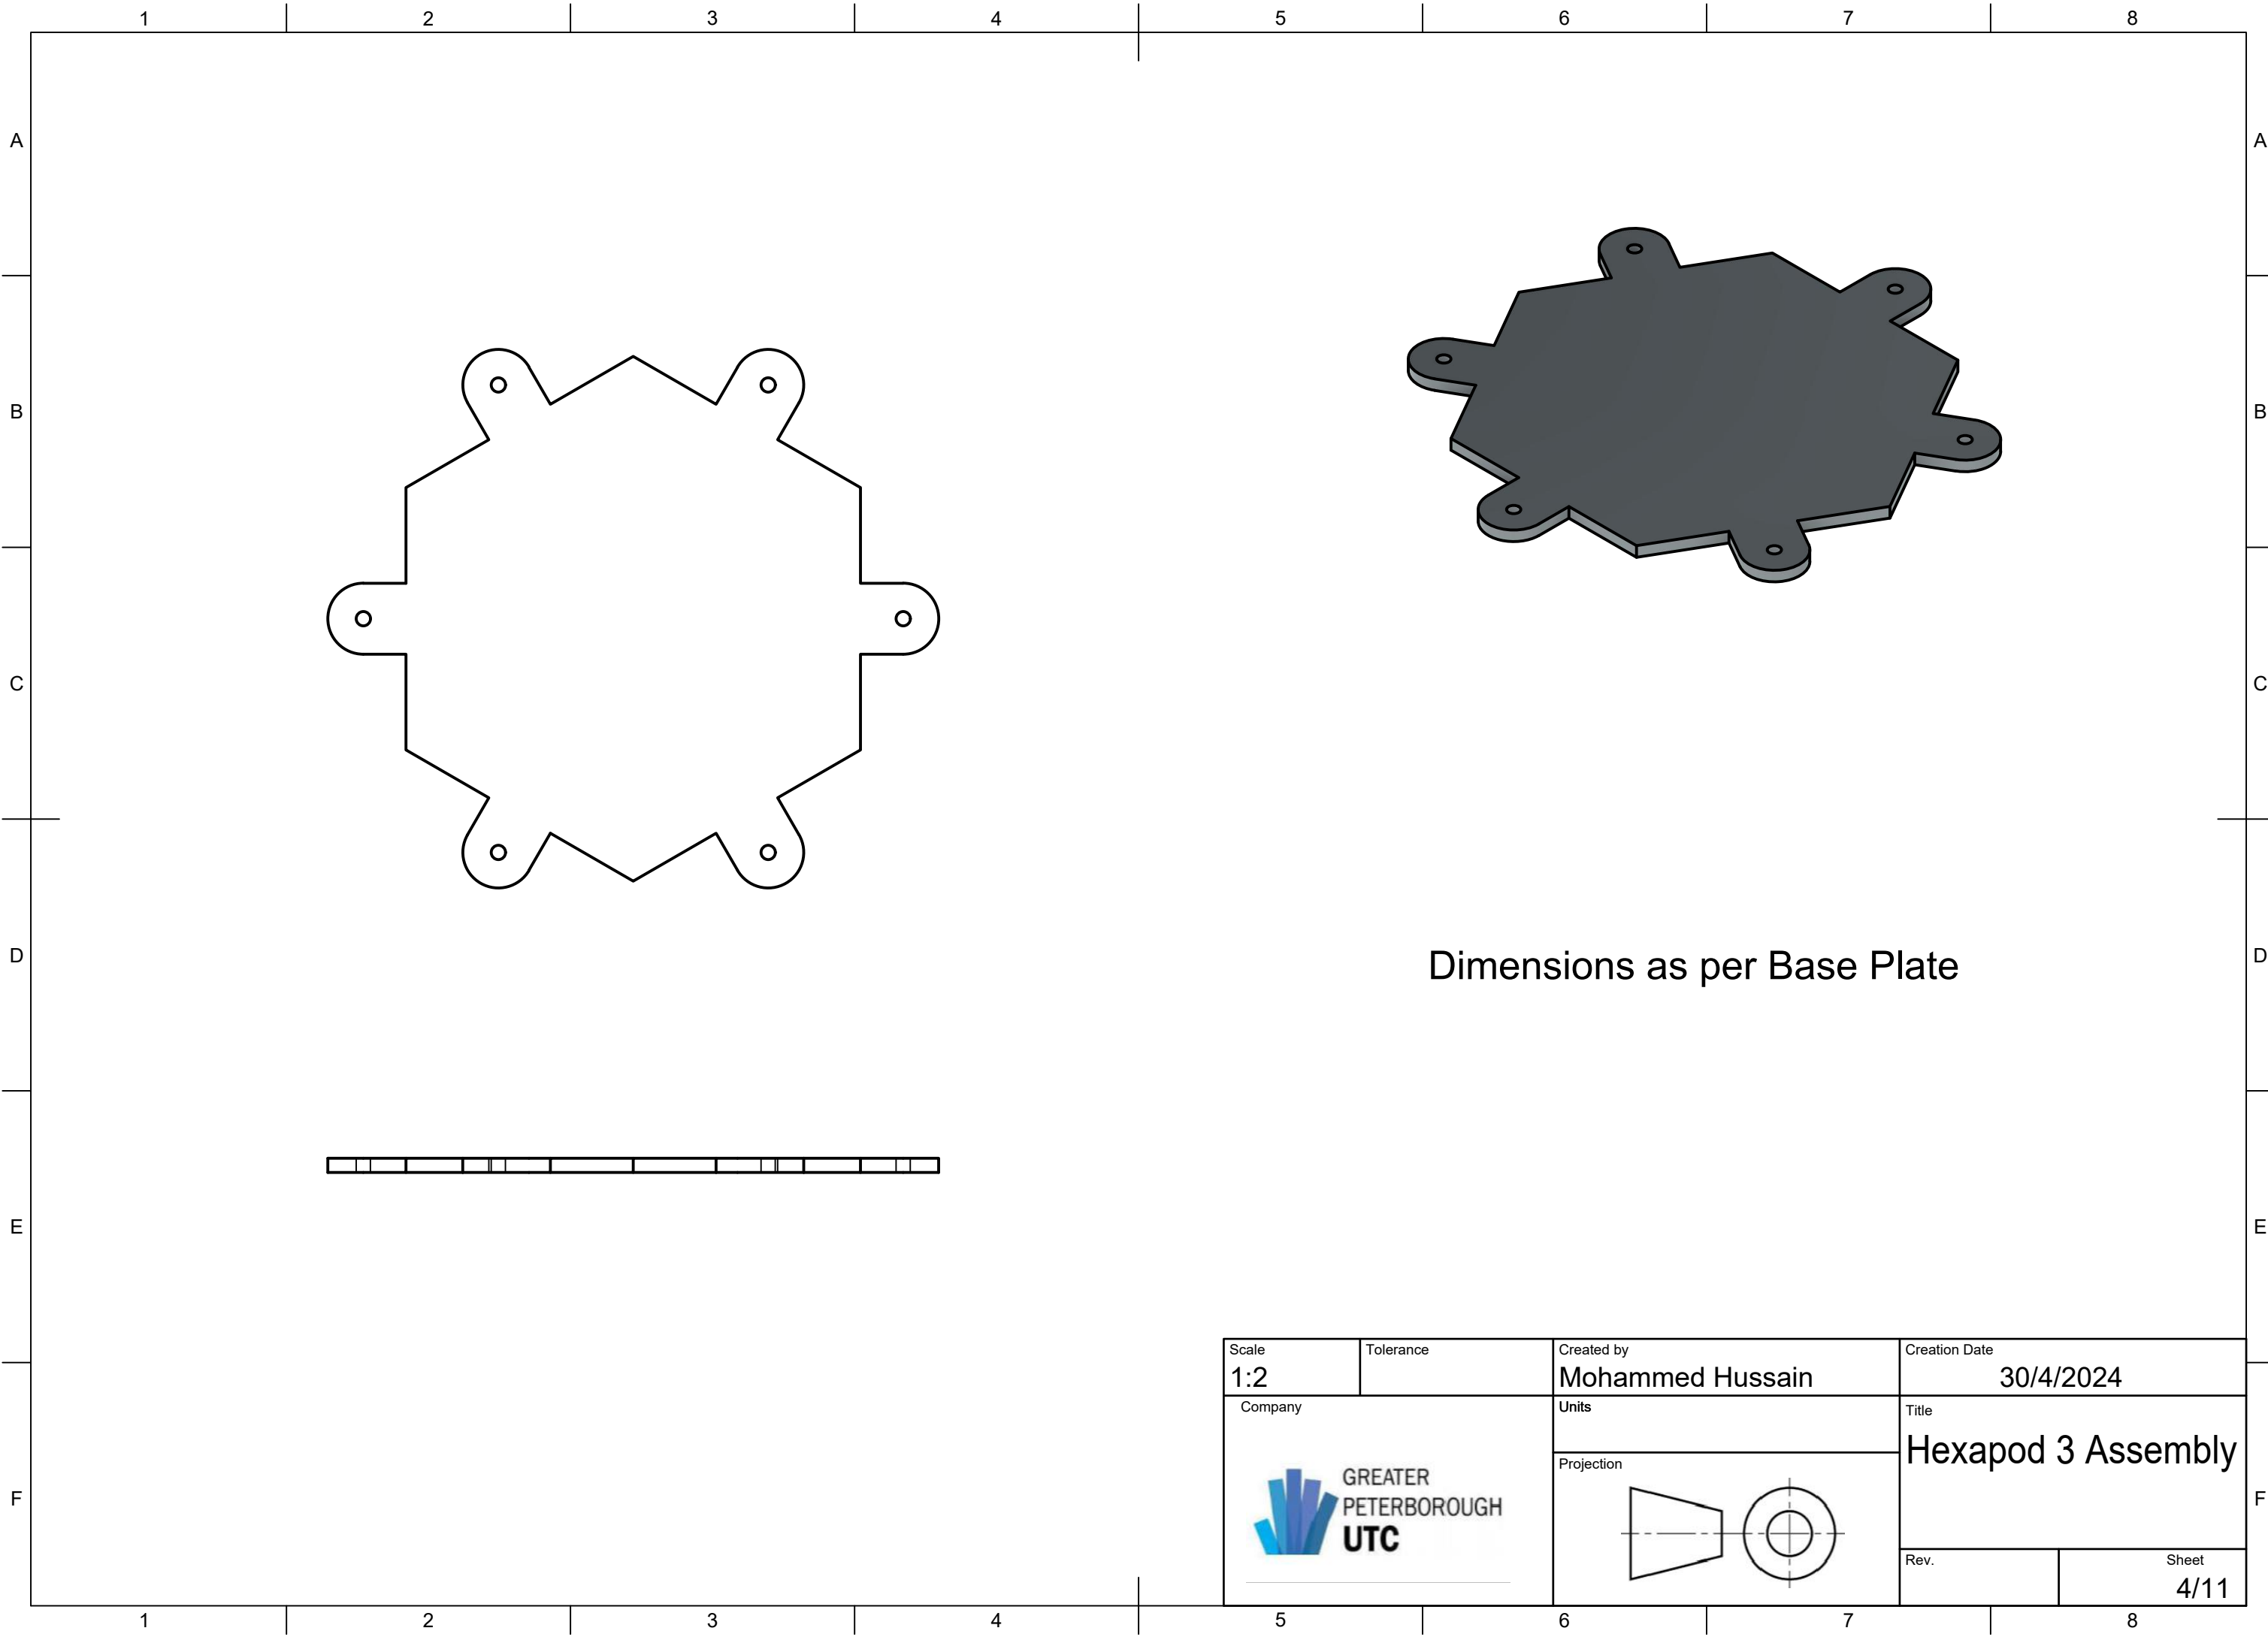 1 2 3 4 5 6 7 8
A A
B B
C C
D D
Dimensions as per Base Plate
E E
Scale Tolerance Created by Creation Date
1:2 Mohammed Hussain 30/4/2024
Company Units Title
Hexapod 3 Assembly
Projection
F F
GREATER
PETERBOROUGH
UTC
Rev. Sheet
4/11
1 2 3 4 5 6 7 8